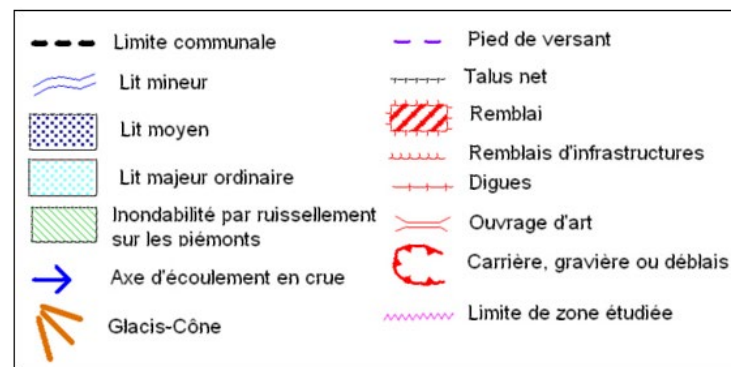 Limite communale
Lit mineur
Lit moyen
Lit majeur ordinaire
Inondabilité par ruissellement
sur les piémonts
Axe d'écoulement en crue
Glacis-Cône
Pied de versant
Talus net
Remblai
Remblais d'infrastructures
Digues
Ouvrage d'art
Carrière, gravière ou déblais
Limite de zone étudiée